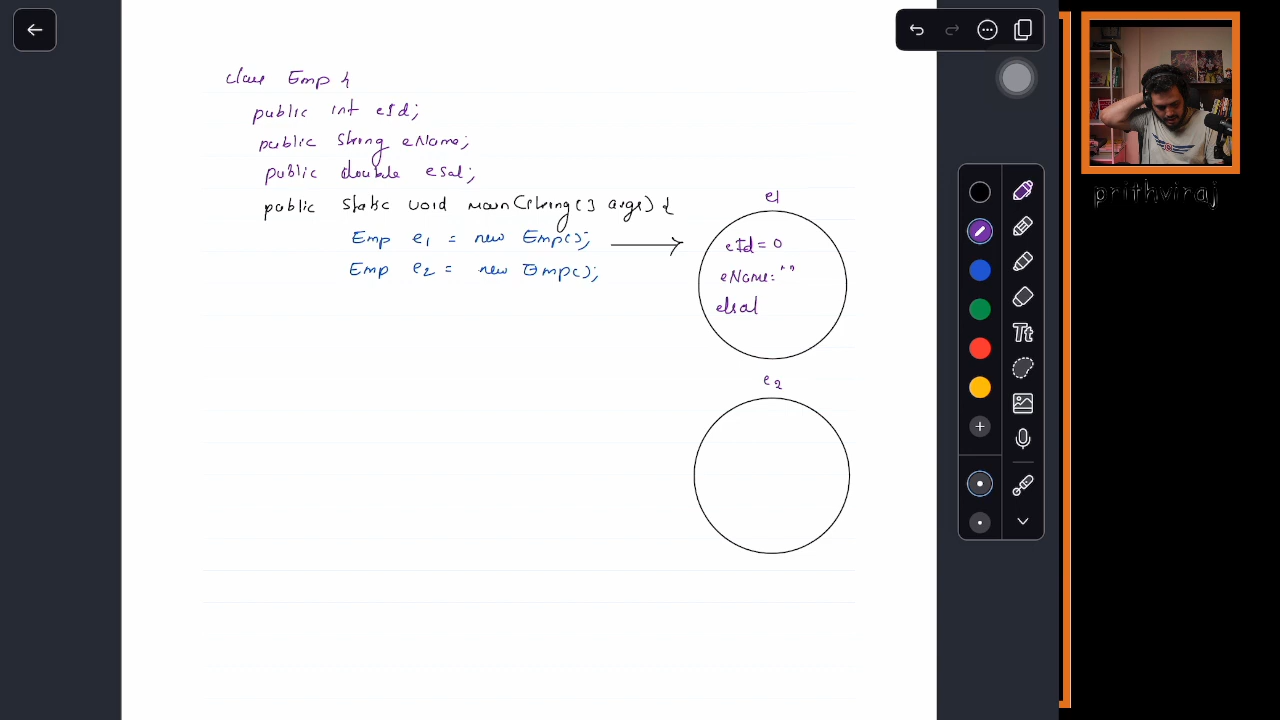 class Emp {
public int eId;
public String eName;
public double esal;
public static void main(String[] args) {
Emp e1 = new Emp();
Emp e2 = new Emp();
e1
eId = 0
eName: ""
esal
e2
Tt
prithviraj